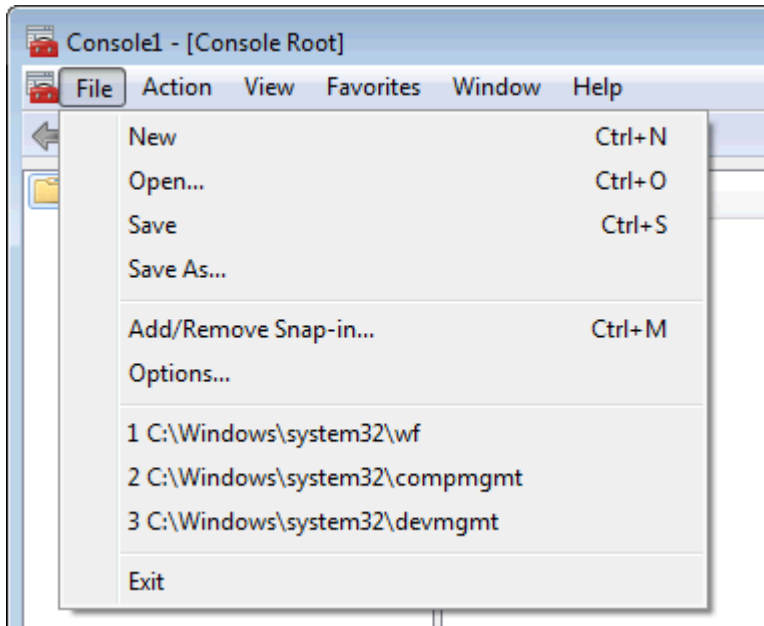 Console1 - [Console Root]
File Action View Favorites Window Help
New Ctrl+N
Open... Ctrl+O
Save Ctrl+S
Save As...
Add/Remove Snap-in... Ctrl+M
Options...
1 C:\Windows\system32\wf
2 C:\Windows\system32\compmgmt
3 C:\Windows\system32\devmgmt
Exit